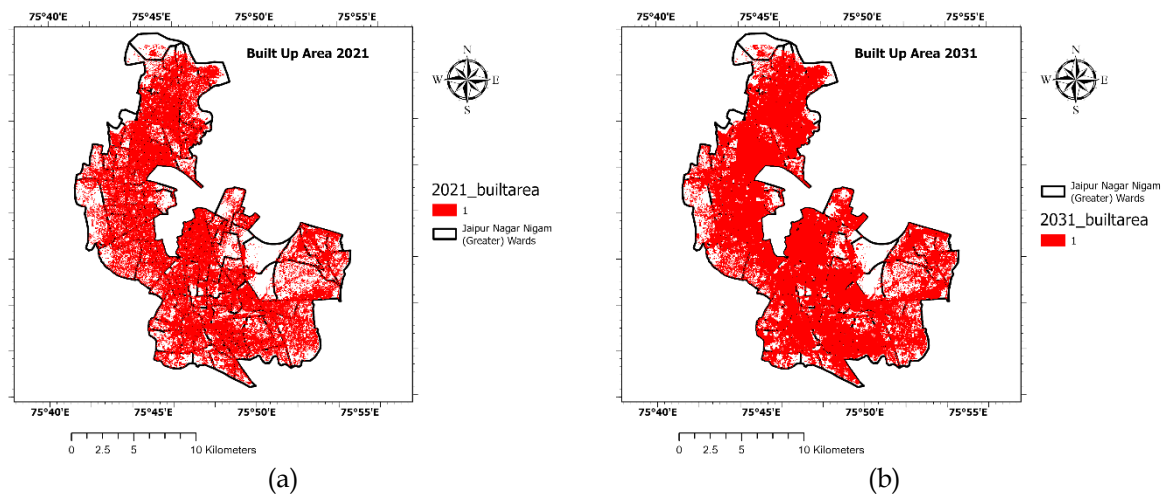 75°40'E 75°45'E 75°50'E 75°55'E
Built Up Area 2021
N
W E
S
2021_builtarea
1
Jaipur Nagar Nigam
(Greater) Wards
75°40'E 75°45'E 75°50'E 75°55'E
0 2.5 5 10 Kilometers
(a)
75°40'E 75°45'E 75°50'E 75°55'E
Built Up Area 2031
N
W E
S
Jaipur Nagar Nigam
(Greater) Wards
2031_builtarea
1
75°40'E 75°45'E 75°50'E 75°55'E
0 2.5 5 10 Kilometers
(b)